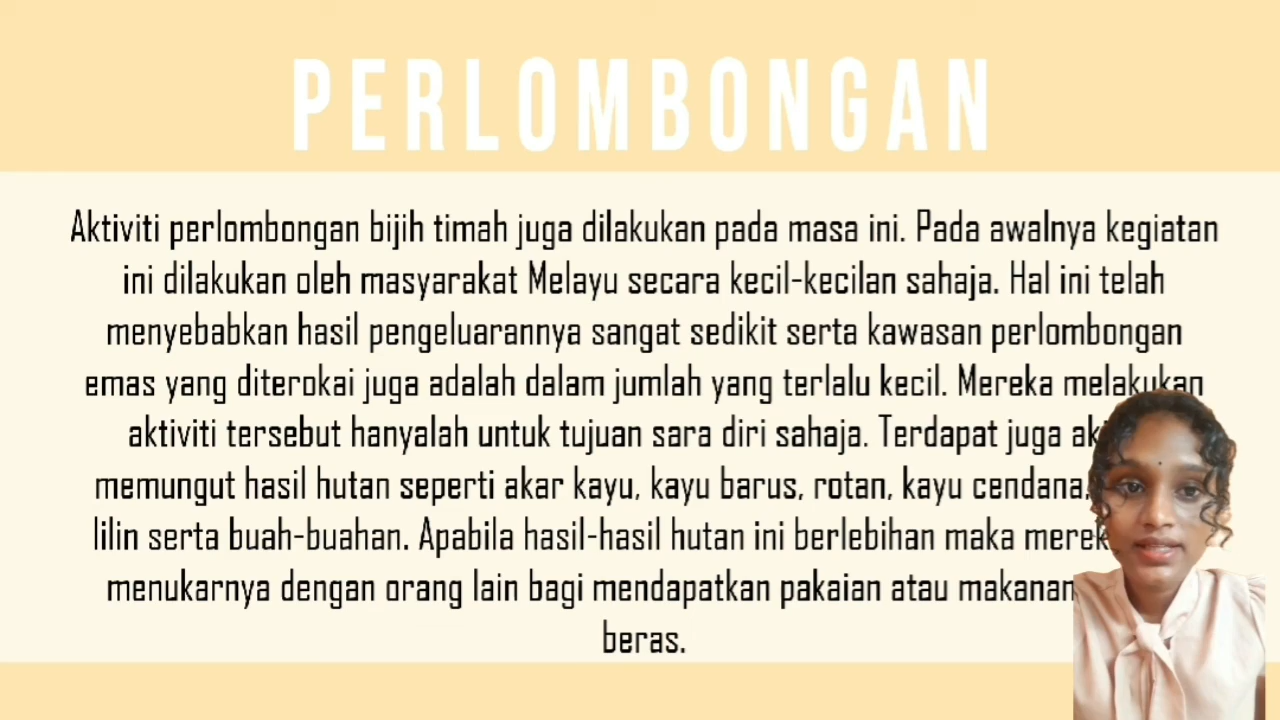 PERLOMBONGAN
Aktiviti perlombongan bijih timah juga dilakukan pada masa ini. Pada awalnya kegiatan
ini dilakukan oleh masyarakat Melayu secara kecil-kecilan sahaja. Hal ini telah
menyebabkan hasil pengeluarannya sangat sedikit serta kawasan perlombongan
emas yang diterokai juga adalah dalam jumlah yang terlalu kecil. Mereka melakukan
aktiviti tersebut hanyalah untuk tujuan sara diri sahaja. Terdapat juga
memungut hasil hutan seperti akar kayu, kayu barus, rotan, kayu cendana,
lilin serta buah-buahan. Apabila hasil-hasil hutan ini berlebihan maka
menukarnya dengan orang lain bagi mendapatkan pakaian atau makanan
beras.